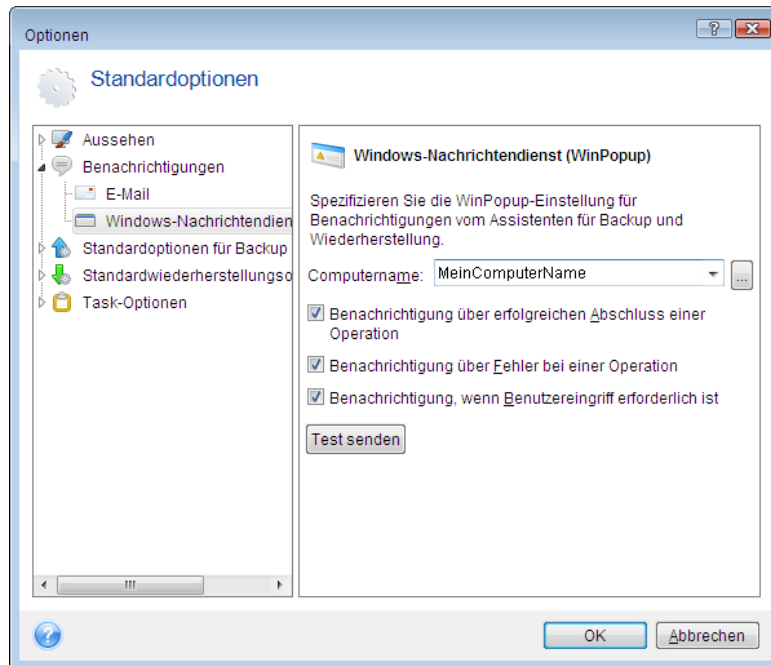 Optionen
Standardoptionen
Aussehen
Benachrichtigungen
E-Mail
Windows-Nachrichtendien
Standardoptionen für Backup
Standardwiederherstellungso
Task-Optionen
Windows-Nachrichtendienst (WinPopup)
Spezifizieren Sie die WinPopup-Einstellung für
Benachrichtigungen vom Assistenten für Backup und
Wiederherstellung.
Computername: MeinComputerName
...
Benachrichtigung über erfolgreichen Abschluss einer
Operation
Benachrichtigung über Fehler bei einer Operation
Benachrichtigung, wenn Benutzereingriff erforderlich ist
Test senden
OK
Abbrechen